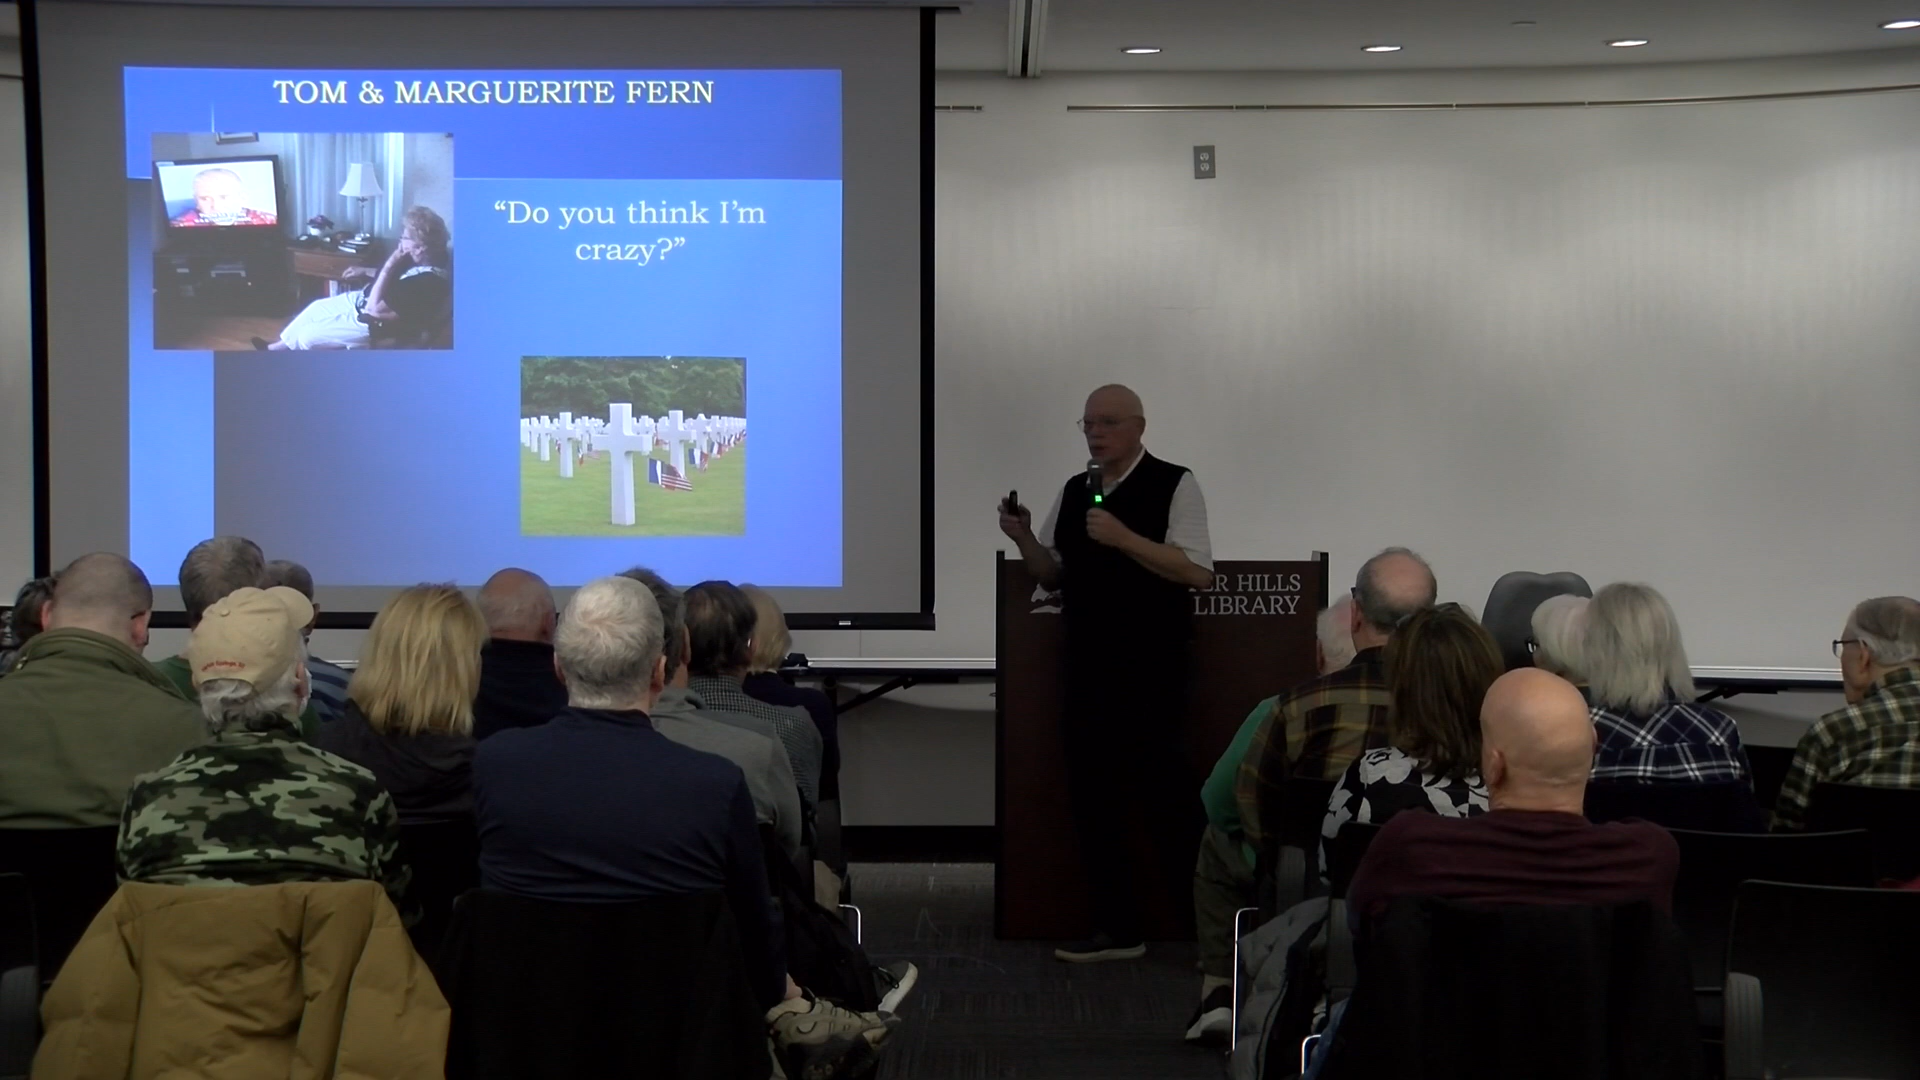 TOM & MARGUERITE FERN
“Do you think I’m
crazy?”
ER HILLS
LIBRARY